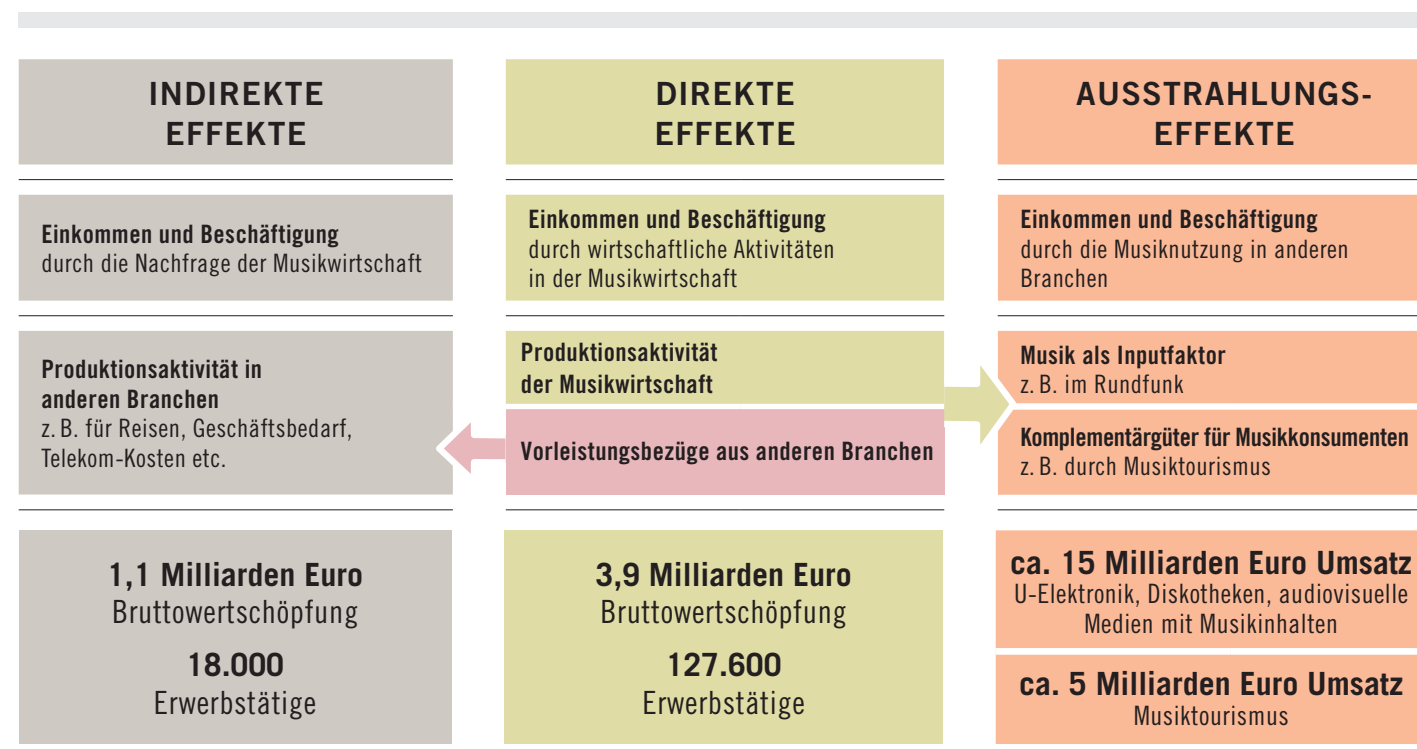 INDIREKTE
EFFEKTE
Einkommen und Beschäftigung
durch die Nachfrage der Musikwirtschaft
Produktionsaktivität in
anderen Branchen
z. B. für Reisen, Geschäftsbedarf,
Telekom-Kosten etc.
1,1 Milliarden Euro
Bruttowertschöpfung
18.000
Erwerbstätige
DIREKTE
EFFEKTE
Einkommen und Beschäftigung
durch wirtschaftliche Aktivitäten
in der Musikwirtschaft
Produktionsaktivität
der Musikwirtschaft
Vorleistungsbezüge aus anderen Branchen
3,9 Milliarden Euro
Bruttowertschöpfung
127.600
Erwerbstätige
AUSSTRAHLUNGS-
EFFEKTE
Einkommen und Beschäftigung
durch die Musiknutzung in anderen
Branchen
Musik als Inputfaktor
z. B. im Rundfunk
Komplementärgüter für Musikkonsumenten
z. B. durch Musiktourismus
ca. 15 Milliarden Euro Umsatz
U-Elektronik, Diskotheken, audiovisuelle
Medien mit Musikinhalten
ca. 5 Milliarden Euro Umsatz
Musiktourismus